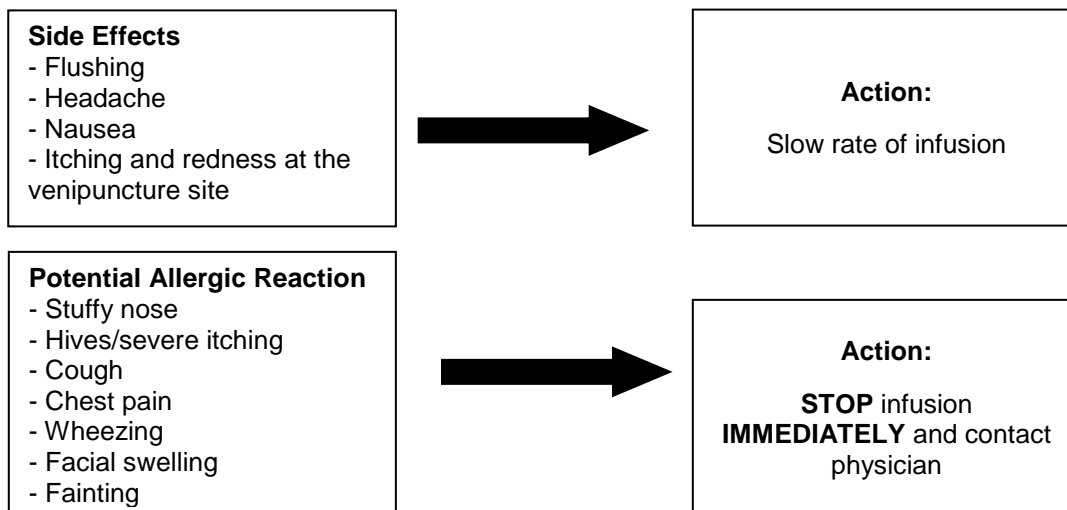 Side Effects
- Flushing
- Headache
- Nausea
- Itching and redness at the
venipuncture site
Action:
Slow rate of infusion
Potential Allergic Reaction
- Stuffy nose
- Hives/severe itching
- Cough
- Chest pain
- Wheezing
- Facial swelling
- Fainting
Action:
STOP infusion
IMMEDIATELY and contact
physician